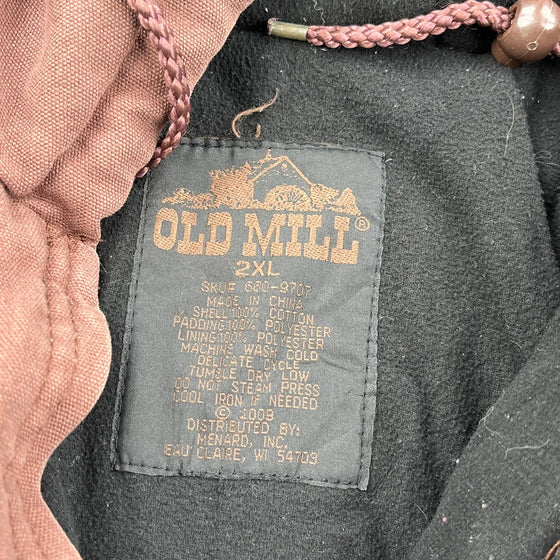 OLD MILL ®
2XL
SKU# 660-9707
MADE IN CHINA
SHELL 100% COTTON
PADDING 100% POLYESTER
LINING 100% POLYESTER
MACHINE WASH COLD
DELICATE CYCLE
TUMBLE DRY LOW
DO NOT STEAM PRESS
COOL IRON IF NEEDED
© 2009
DISTRIBUTED BY:
MENARD, INC.
EAU CLAIRE, WI 54703